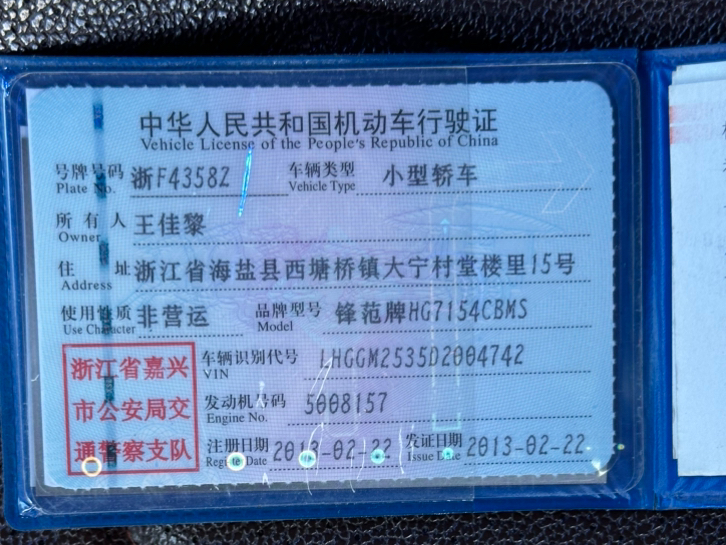 中华人民共和国机动车行驶证
Vehicle License of the People's Republic of China
号牌号码 浙F4358Z 车辆类型 小型轿车
Plate No. Vehicle Type
所有人 王佳黎
Owner
住址 浙江省海盐县西塘桥镇大宁村堂楼里15号
Address
使用性质 非营运 品牌型号 锋范牌HG7154CBMS
Use Character Model
浙江省嘉兴
市公安局交
通警察支队
车辆识别代号 LHGGM2535D2004742
VIN
发动机号码 5008157
Engine No.
注册日期 2013-02-22 发证日期 2013-02-22
Register Date Issue Date